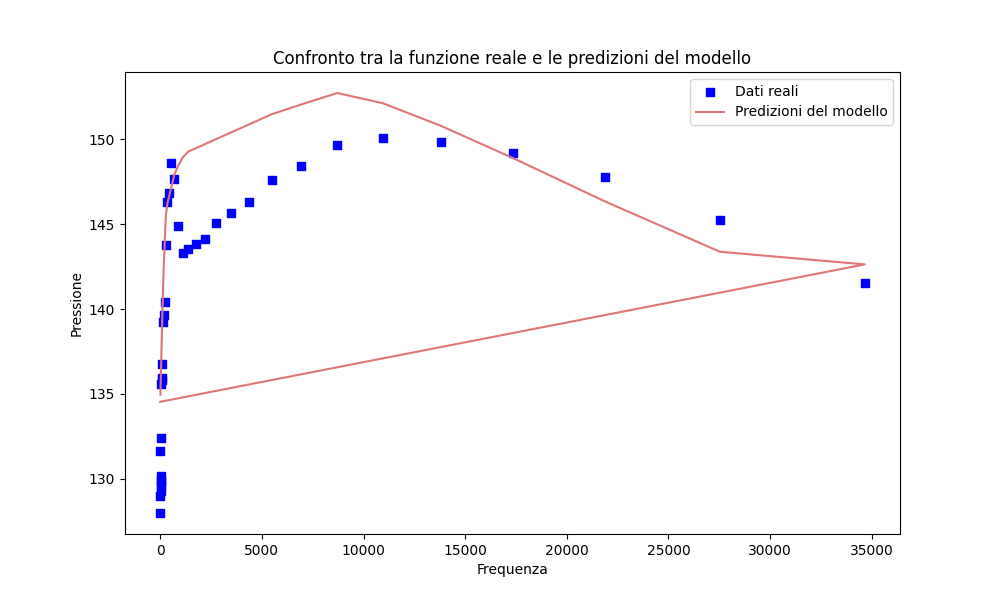 Confronto tra la funzione reale e le predizioni del modello
Dati reali
Predizioni del modello
150
145
140
135
130
Pressione
0 5000 10000 15000 20000 25000 30000 35000
Frequenza